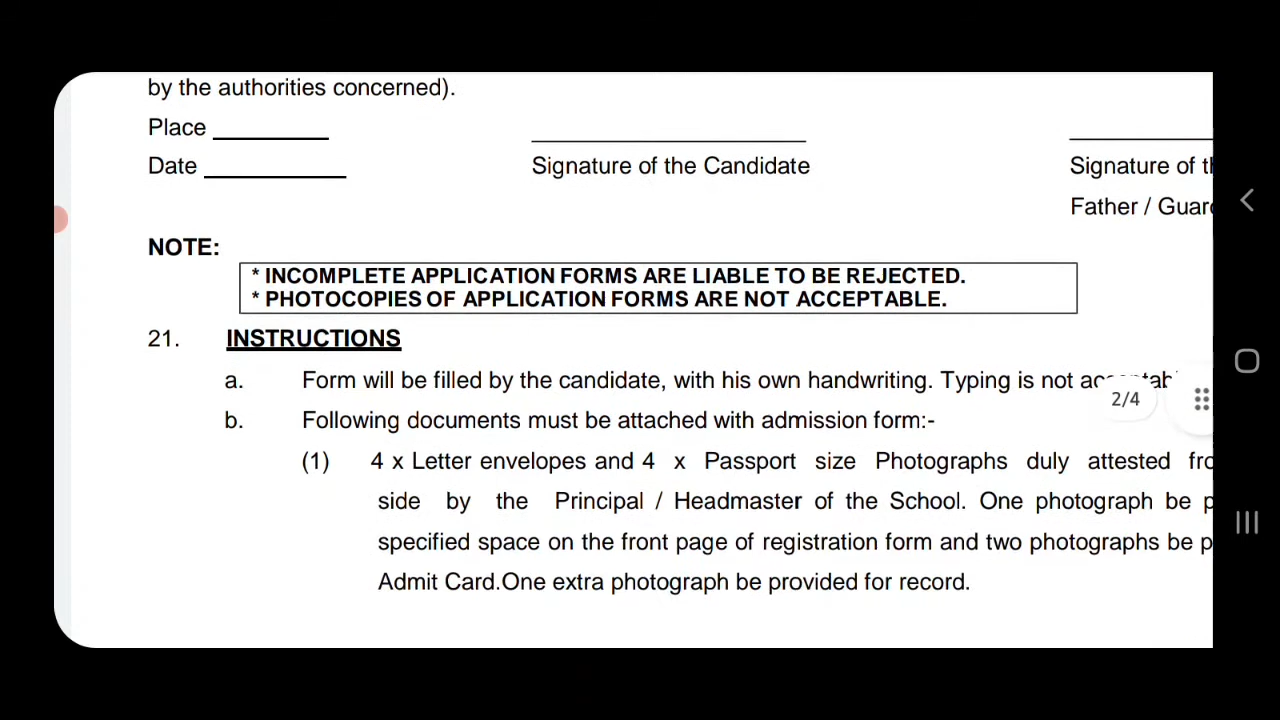 by the authorities concerned).
Place
Date
Signature of the Candidate
Signature of
Father /
NOTE:
* INCOMPLETE APPLICATION FORMS ARE LIABLE TO BE REJECTED.
* PHOTOCOPIES OF APPLICATION FORMS ARE NOT ACCEPTABLE.
21. INSTRUCTIONS
a. Form will be filled by the candidate, with his own handwriting. Typing is not
2/4
b. Following documents must be attached with admission form:-
(1) 4 x Letter envelopes and 4 x Passport size Photographs duly attested
side by the Principal / Headmaster of the School. One photograph be
specified space on the front page of registration form and two photographs be
Admit Card.One extra photograph be provided for record.